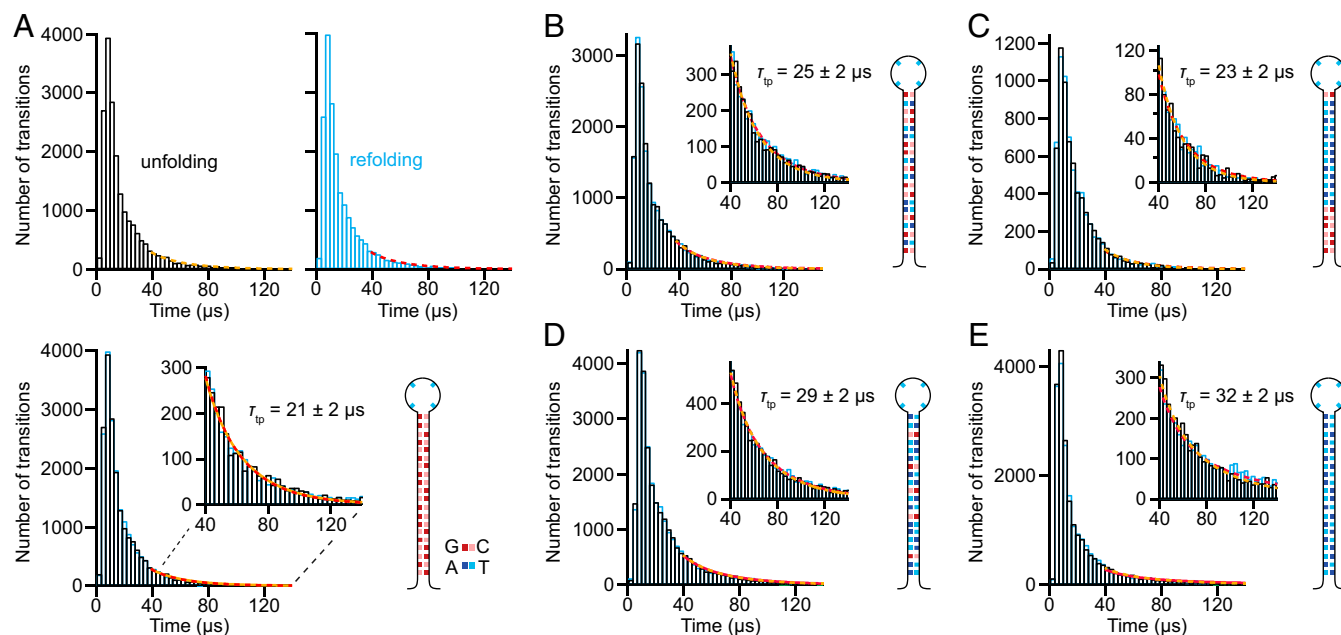 A
Number of transitions
4000
3000
2000
1000
0
unfolding
refolding
0 40 80 120
Time (µs)
0 40 80 120
Time (µs)
B
Number of transitions
3000
2000
1000
0
300
200
100
0
τtp = 25 ± 2 µs
40 80 120
0 40 80 120
Time (µs)
C
Number of transitions
1200
1000
800
600
400
200
0
120
80
40
0
τtp = 23 ± 2 µs
40 80 120
0 40 80 120
Time (µs)
Number of transitions
4000
3000
2000
1000
0
300
200
100
0
τtp = 21 ± 2 µs
40 80 120
G C
A T
0 40 80 120
Time (µs)
D
Number of transitions
4000
3000
2000
1000
0
400
200
0
τtp = 29 ± 2 µs
40 80 120
0 40 80 120
Time (µs)
E
Number of transitions
4000
2000
0
300
200
100
0
τtp = 32 ± 2 µs
40 80 120
0 40 80 120
Time (µs)